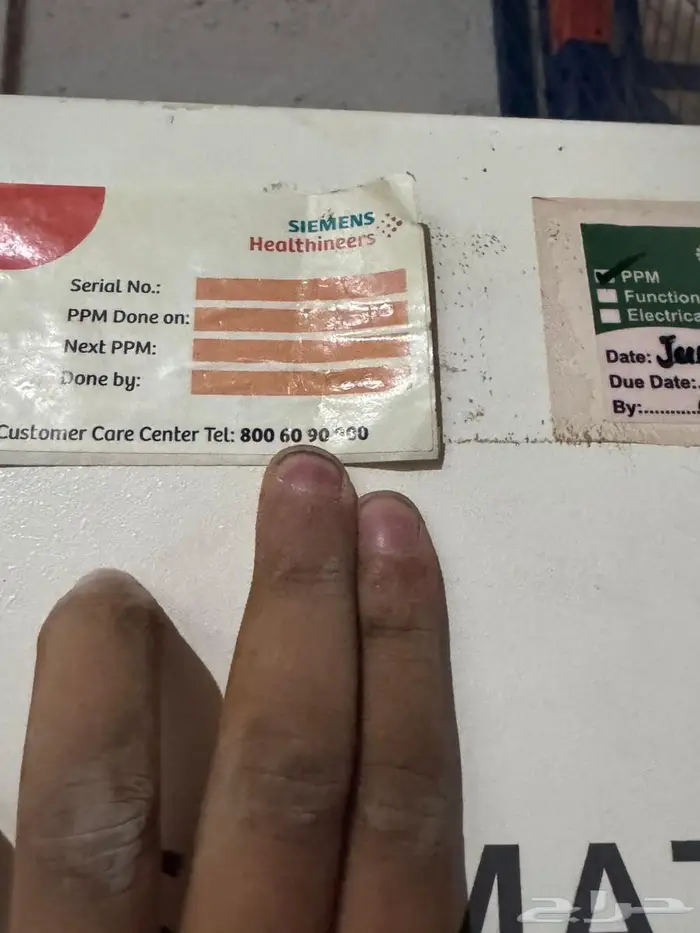 SIEMENS
Healthineers
Serial No.:
PPM Done on:
Next PPM:
Done by:
Customer Care Center Tel: 800 60 90
PPM
Function
Electrica
Date:
Due Date:
By:
MAT
حراج